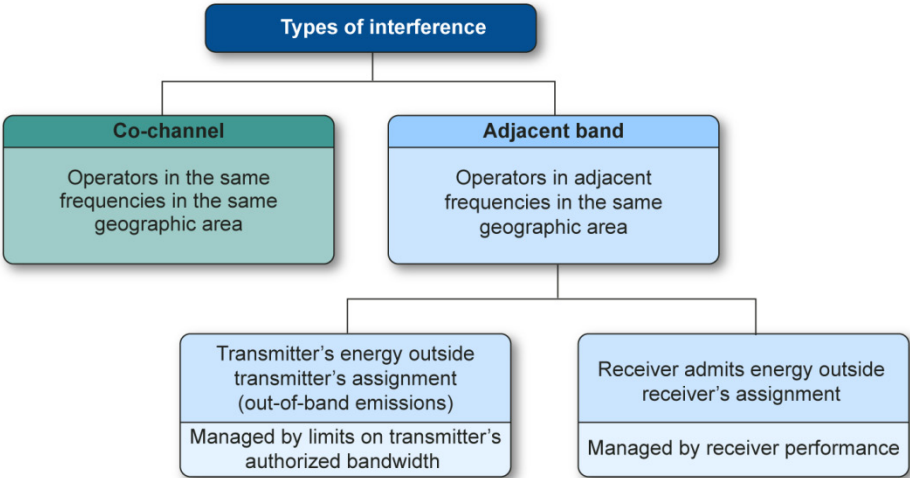 Types of interference
Co-channel
Operators in the same
frequencies in the same
geographic area
Adjacent band
Operators in adjacent
frequencies in the same
geographic area
Transmitter’s energy outside
transmitter’s assignment
(out-of-band emissions)
Managed by limits on transmitter’s
authorized bandwidth
Receiver admits energy outside
receiver’s assignment
Managed by receiver performance